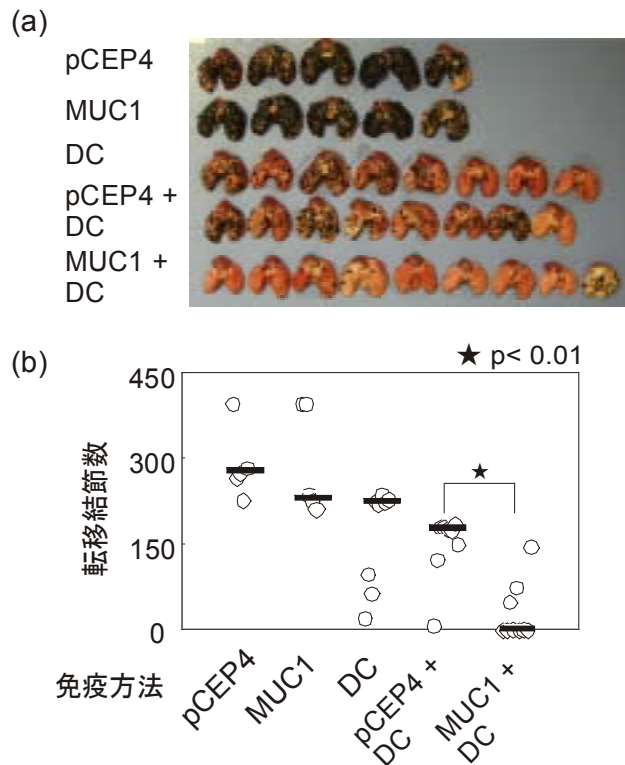 (a)
pCEP4
MUC1
DC
pCEP4 +
DC
MUC1 +
DC
(b)
★ p< 0.01
450
300
150
0
転移結節数
★
免疫方法
pCEP4
MUC1
DC
pCEP4 +
DC
MUC1 +
DC